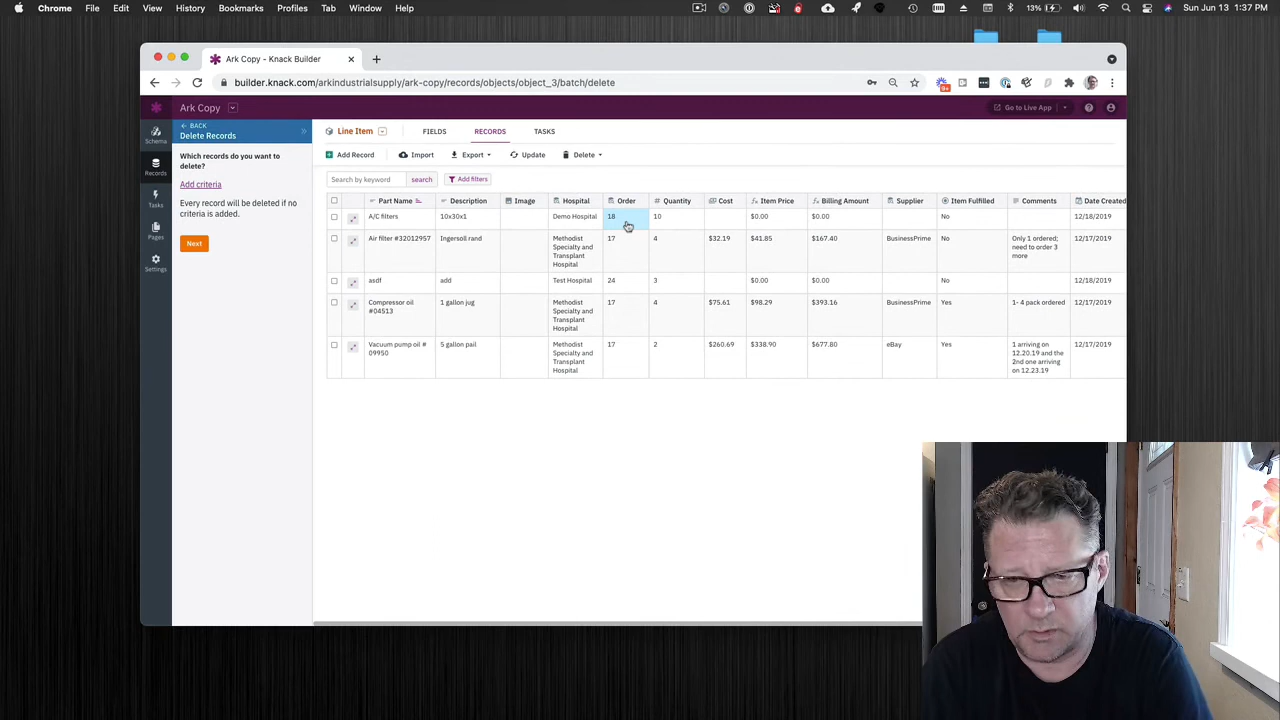 Chrome File Edit View History Bookmarks Profiles Tab Window Help 13% Sun Jun 13 1:37 PM
Ark Copy - Knack Builder
builder.knack.com/arkindustrialsupply/ark-copy/records/objects/object_3/batch/delete
9+
Ark Copy Go to Live App
BACK
Delete Records
Line Item FIELDS RECORDS TASKS
Schema
Records
Tasks
Pages
Settings
Which records do you want to
delete?
Add criteria
Every record will be deleted if no
criteria is added.
Next
Add Record Import Export Update Delete
Search by keyword search Add filters
Part Name Description Image Hospital Order Quantity Cost Item Price Billing Amount Supplier Item Fulfilled Comments Date Created
A/C filters 10x30x1 Demo Hospital 18 10 $0.00 $0.00 No 12/18/2019
Air filter #32012957 Ingersoll rand Methodist 17 4 $32.19 $41.85 $167.40 BusinessPrime No Only 1 ordered; 12/17/2019
Specialty and need to order 3
Transplant more
Hospital
asdf add Test Hospital 24 3 $0.00 $0.00 No 12/18/2019
Compressor oil 1 gallon jug Methodist 17 4 $75.61 $98.29 $393.16 BusinessPrime Yes 1- 4 pack ordered 12/17/2019
#04513 Specialty and
Transplant
Hospital
Vacuum pump oil # 5 gallon pail Methodist 17 2 $260.69 $338.90 $677.80 eBay Yes 1 arriving on 12/17/2019
09950 Specialty and 12.20.19 and the
Transplant 2nd one arriving
Hospital on 12.23.19